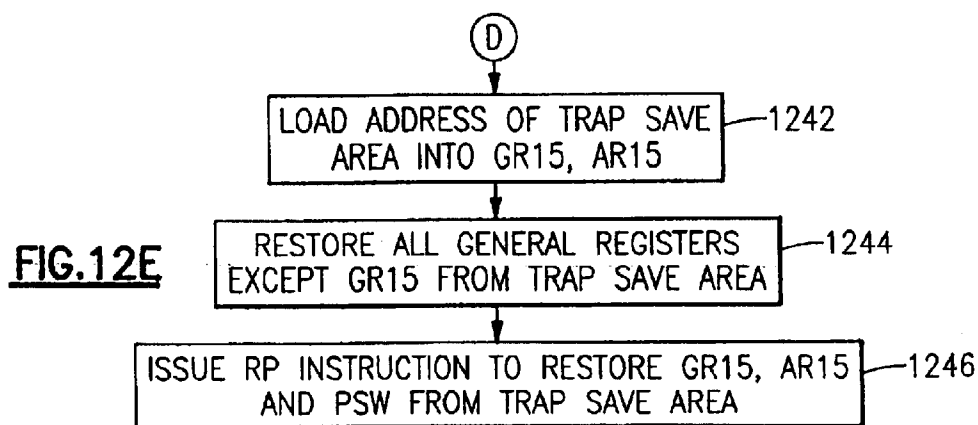 D
LOAD ADDRESS OF TRAP SAVE
AREA INTO GR15, AR15
1242
RESTORE ALL GENERAL REGISTERS
EXCEPT GR15 FROM TRAP SAVE AREA
1244
FIG.12E
ISSUE RP INSTRUCTION TO RESTORE GR15, AR15
AND PSW FROM TRAP SAVE AREA
1246